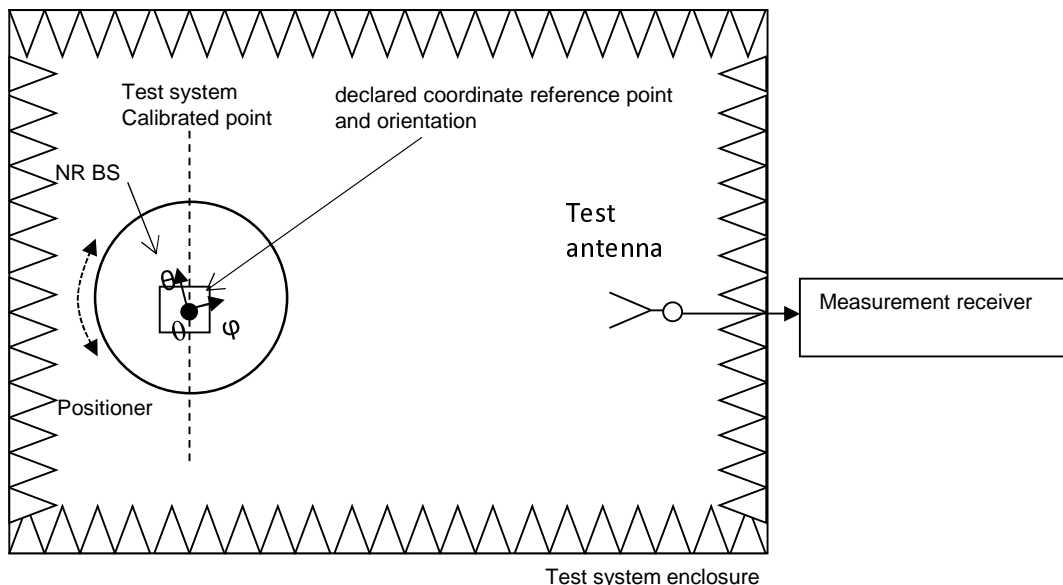 Test system
Calibrated point
declared coordinate reference point
and orientation
NR BS
Test
antenna
Measurement receiver
θ
θ
φ
Positioner
Test system enclosure